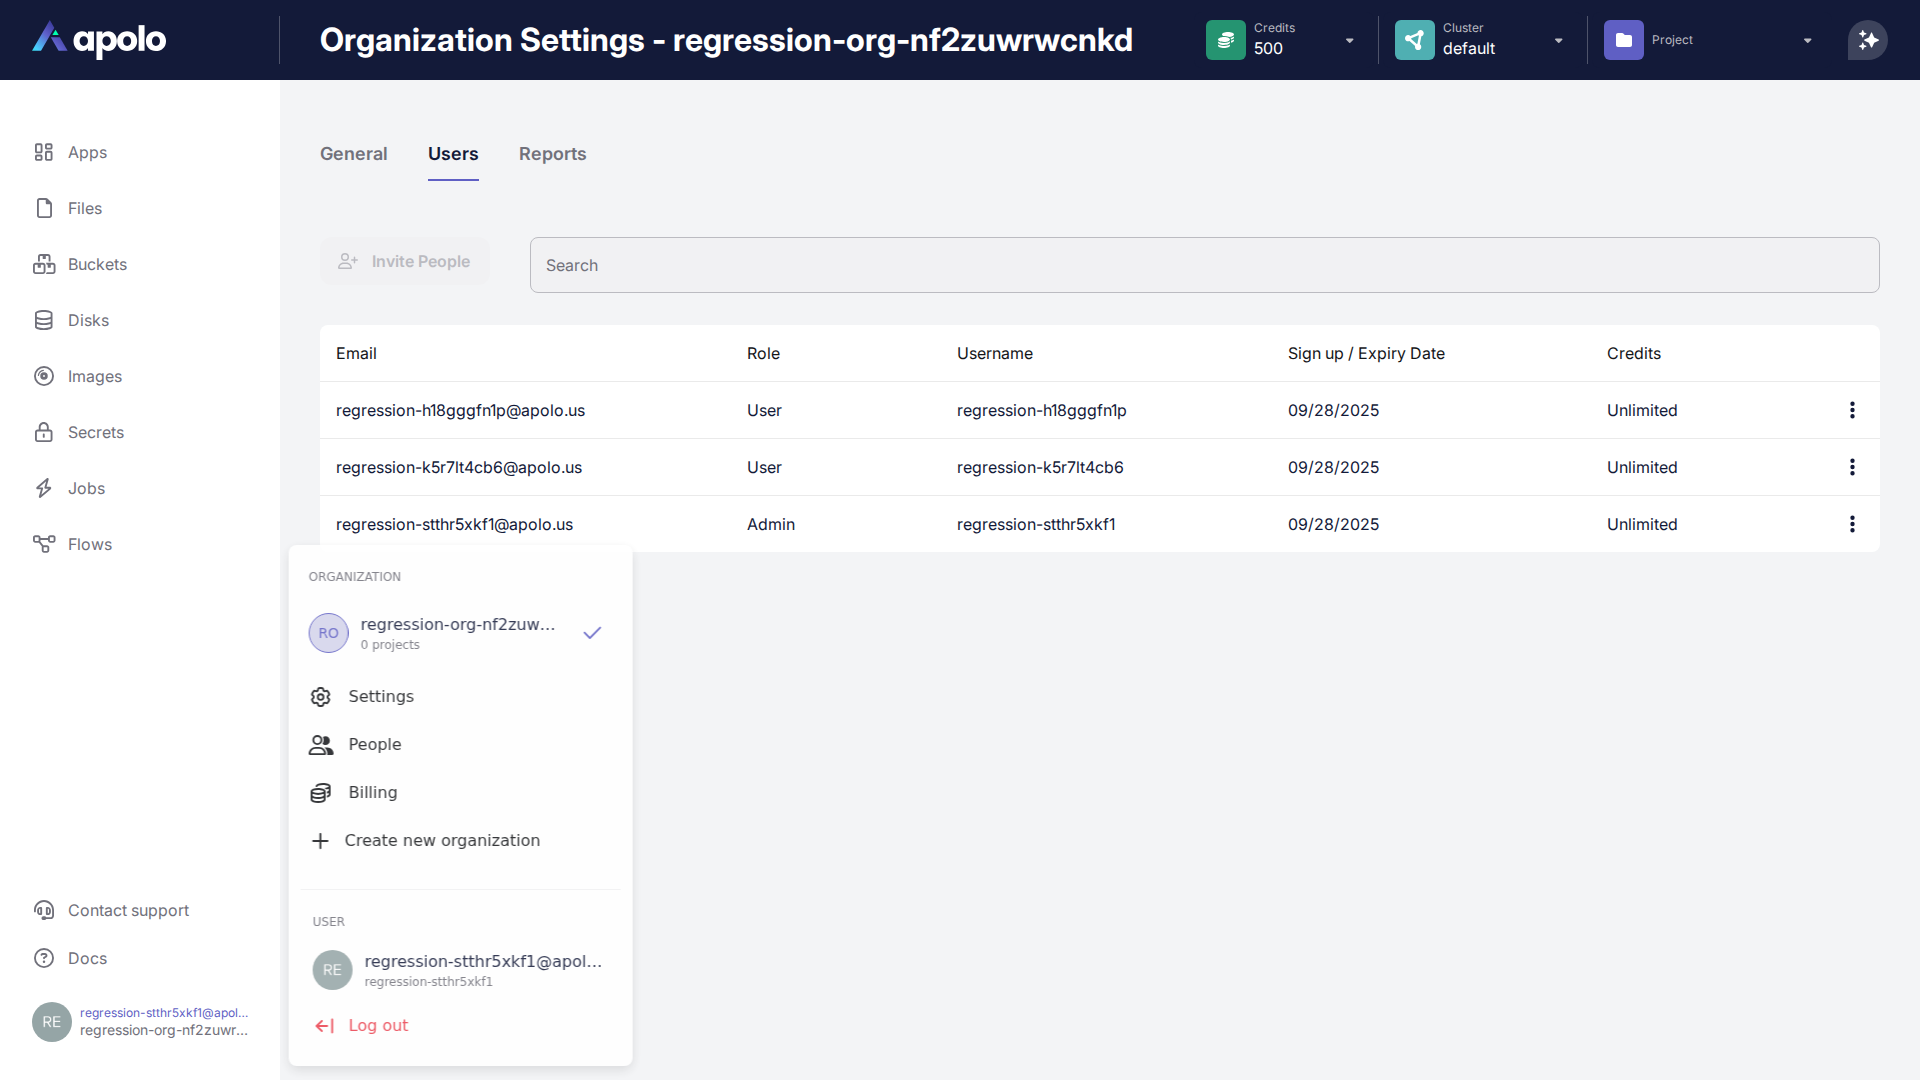 apolo
Organization Settings - regression-org-nf2zuwrwcnkd
Credits
500
Cluster
default
Project
Apps
Files
Buckets
Disks
Images
Secrets
Jobs
Flows
General
Users
Reports
Invite People
Search
Email Role Username Sign up / Expiry Date Credits
regression-h18gggfn1p@apolo.us User regression-h18gggfn1p 09/28/2025 Unlimited
regression-k5r7lt4cb6@apolo.us User regression-k5r7lt4cb6 09/28/2025 Unlimited
regression-stthr5xkf1@apolo.us Admin regression-stthr5xkf1 09/28/2025 Unlimited
ORGANIZATION
RO
regression-org-nf2zuw...
0 projects
Settings
People
Billing
Create new organization
USER
RE
regression-stthr5xkf1@apol...
regression-stthr5xkf1
Log out
Contact support
Docs
RE
regression-stthr5xkf1@apol...
regression-org-nf2zuwr...